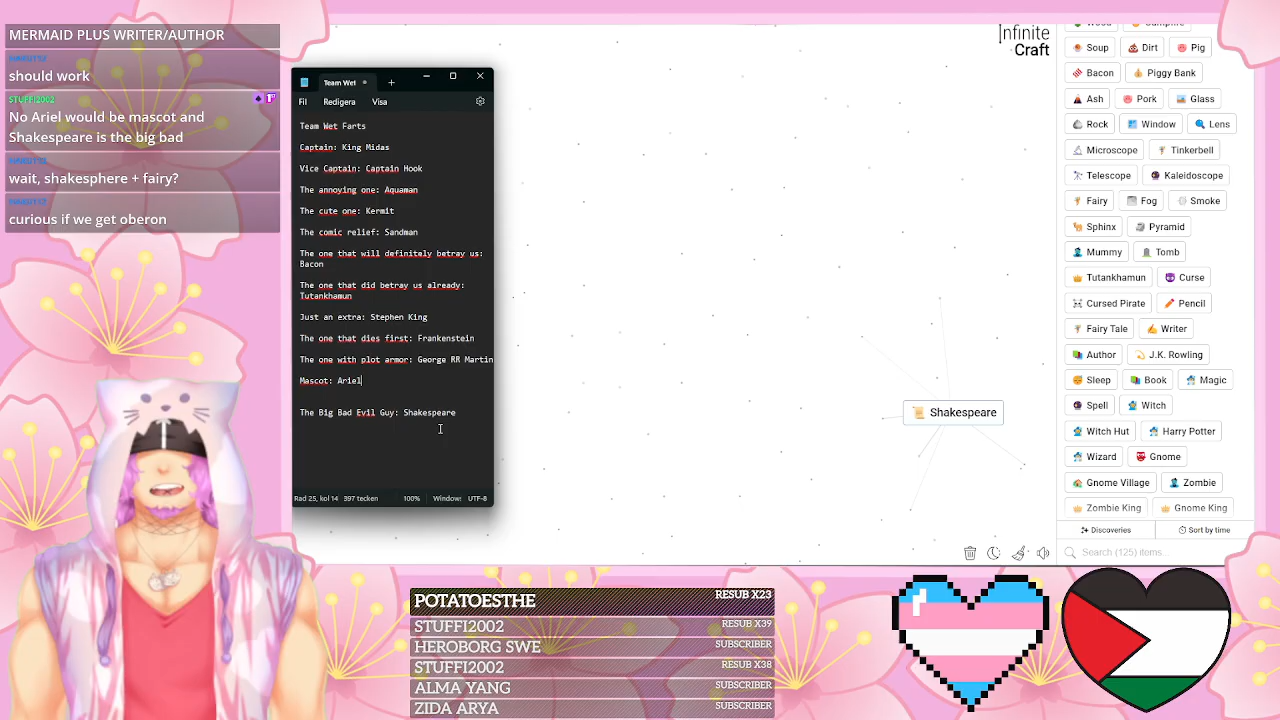 MERMAID PLUS WRITER/AUTHOR
should work
STUFFI2002
No Ariel would be mascot and
Shakespeare is the big bad
wait, shakesphere + fairy?
curious if we get oberon
Team Wet
Fil Redigera Visa
Team Wet Farts
Captain: King Midas
Vice Captain: Captain Hook
The annoying one: Aquaman
The cute one: Kermit
The comic relief: Sandman
The one that will definitely betray us:
Bacon
The one that did betray us already:
Tutankhamun
Just an extra: Stephen King
The one that dies first: Frankenstein
The one with plot armor: George RR Martin
Mascot: Ariel
The Big Bad Evil Guy: Shakespeare
Rad 25, kol 14 397 tecken 100% Window: UTF-8
Infinite
Craft
Shakespeare
Wood Campfire
Soup Dirt Pig
Bacon Piggy Bank
Ash Pork Glass
Rock Window Lens
Microscope Tinkerbell
Telescope Kaleidoscope
Fairy Fog Smoke
Sphinx Pyramid
Mummy Tomb
Tutankhamun Curse
Cursed Pirate Pencil
Fairy Tale Writer
Author J.K. Rowling
Sleep Book Magic
Spell Witch
Witch Hut Harry Potter
Wizard Gnome
Gnome Village Zombie
Zombie King Gnome King
Discoveries Sort by time
Search (125) items...
POTATOESTHE RESUB X23
STUFFI2002 RESUB X39
HEROBORG SWE SUBSCRIBER
STUFFI2002 RESUB X38
ALMA YANG SUBSCRIBER
ZIDA ARYA SUBSCRIBER